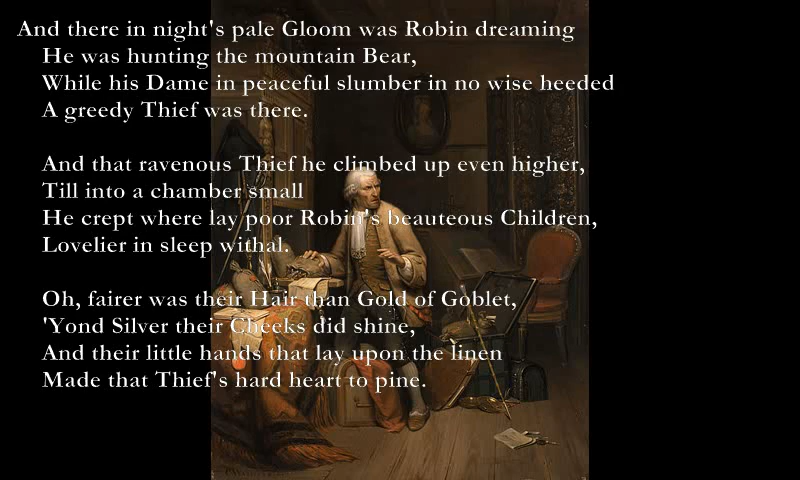 And there in night's pale Gloom was Robin dreaming
He was hunting the mountain Bear,
While his Dame in peaceful slumber in no wise heeded
A greedy Thief was there.
And that ravenous Thief he climbed up even higher,
Till into a chamber small
He crept where lay poor Robin's beauteous Children,
Lovelier in sleep withal.
Oh, fairer was their Hair than Gold of Goblet,
'Yond Silver their Cheeks did shine,
And their little hands that lay upon the linen
Made that Thief's hard heart to pine.